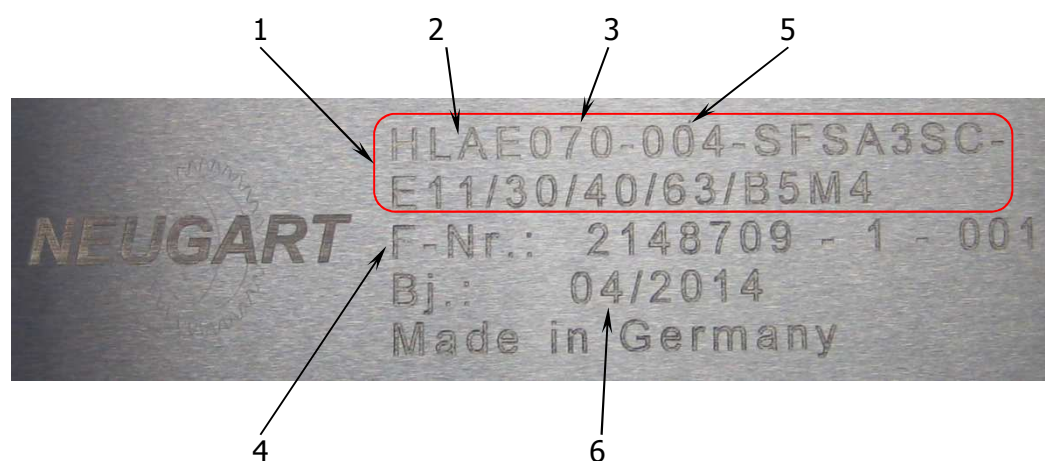 1 2 3 5
HLAE070-004-SFSA3SC-
E11/30/40/63/B5M4
NEUGART
F-Nr.: 2148709 - 1 - 001
Bj.: 04/2014
Made in Germany
4 6